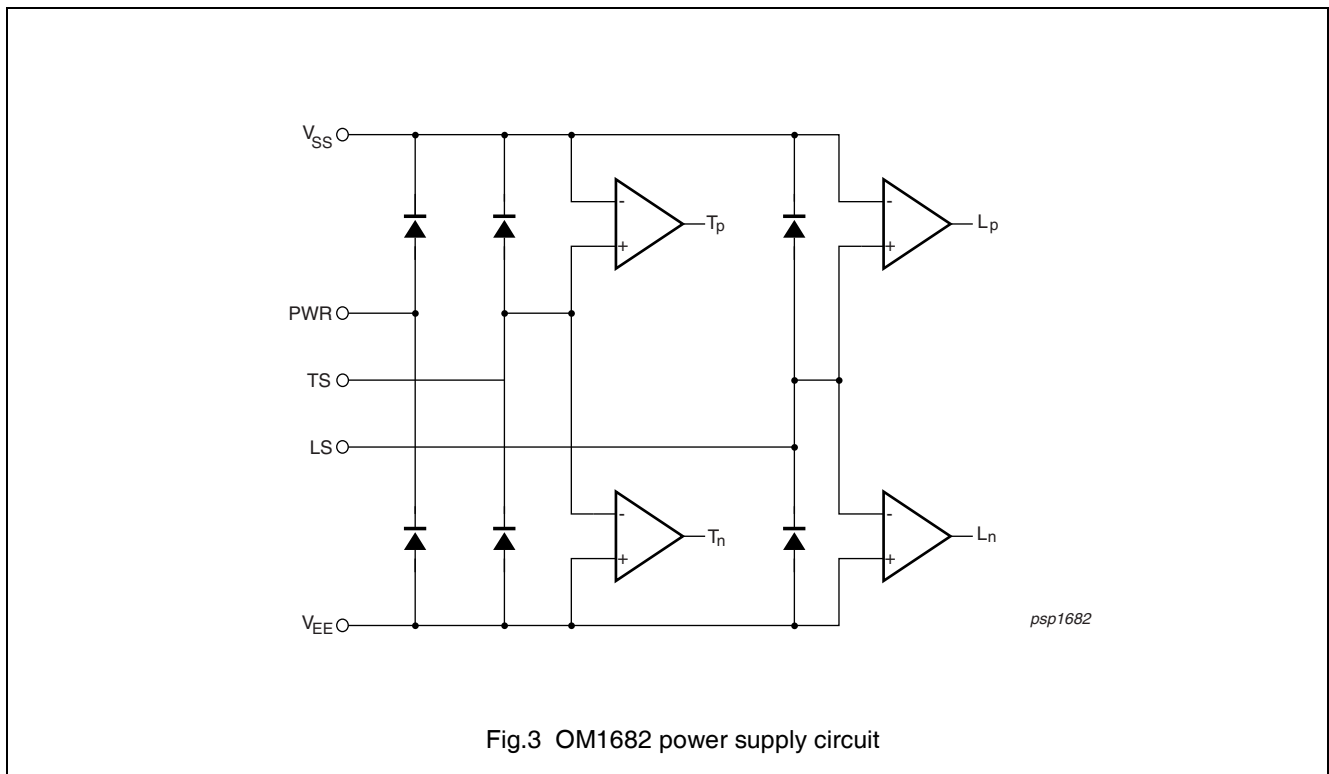 VSS
- Tp
+
- Lp
+
PWR
TS
LS
- Tn
+
- Ln
+
VEE
psp1682
Fig.3 OM1682 power supply circuit